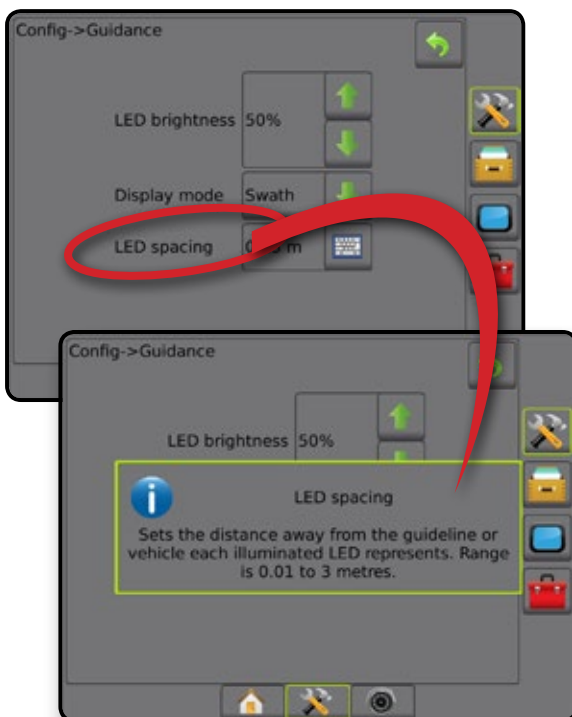 Config->Guidance
LED brightness 50%
Display mode Swath
LED spacing m
Config->Guidance
LED brightness 50%
LED spacing
Sets the distance away from the guideline or
vehicle each illuminated LED represents. Range
is 0.01 to 3 metres.